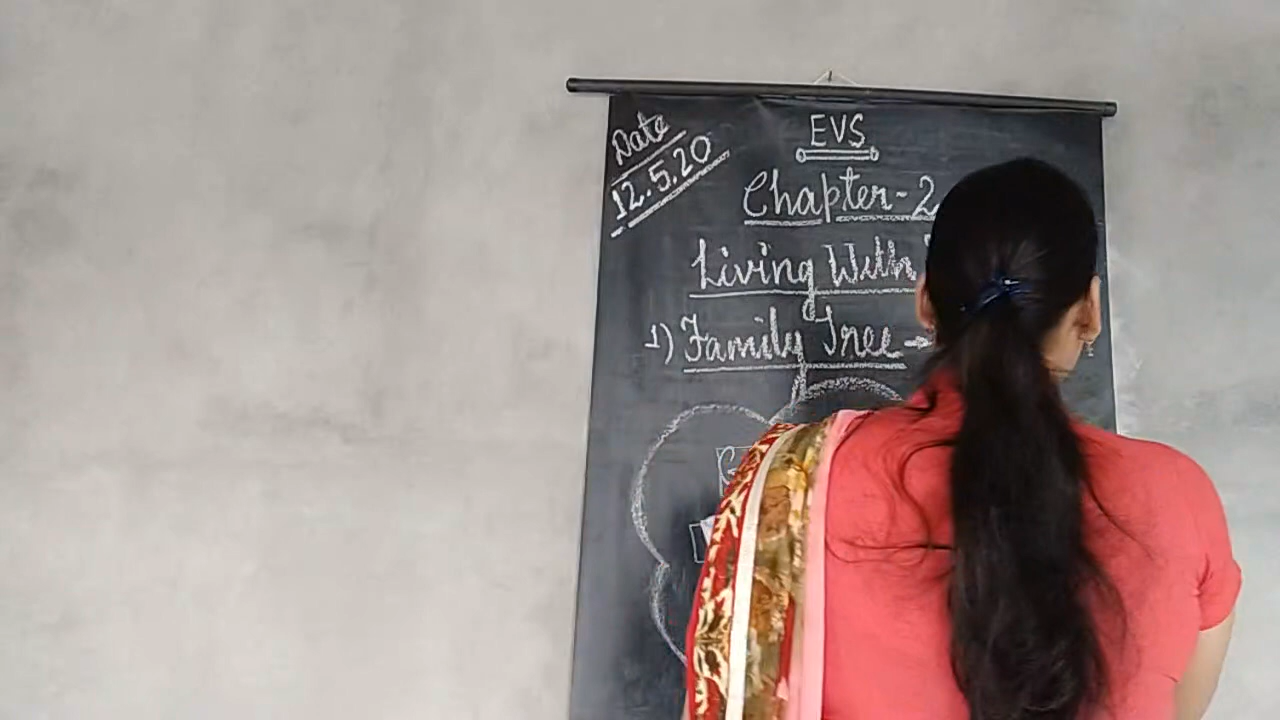 Date
12.5.20
EVS
Chapter-2
Living With
1) Family Tree →